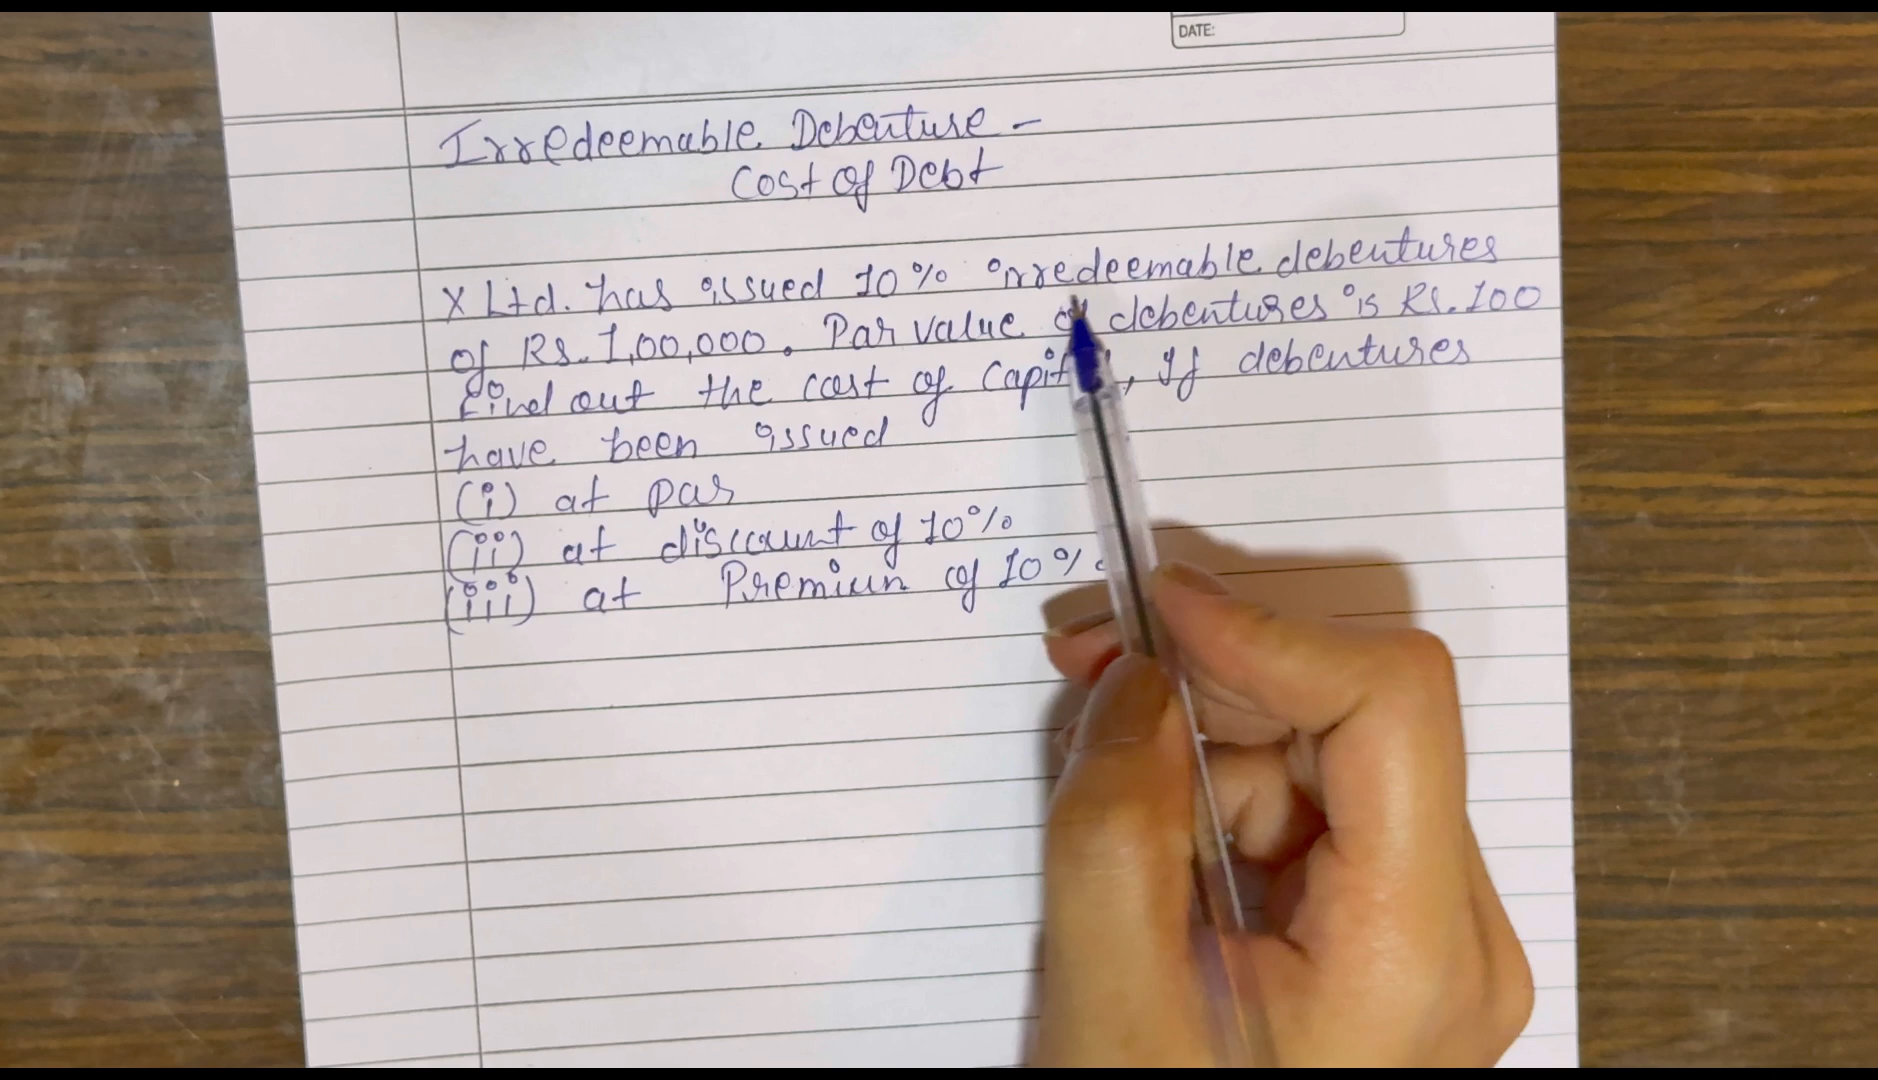 DATE:
Irredeemable Debenture -
Cost of Debt
X Ltd. has issued 10% irredeemable debentures
of Rs. 1,00,000. Par value debentures is Rs. 100
Find out the cost of , If debentures
have been issued
(i) at par
(ii) at discount of 10%
(iii) at Premium of 10%